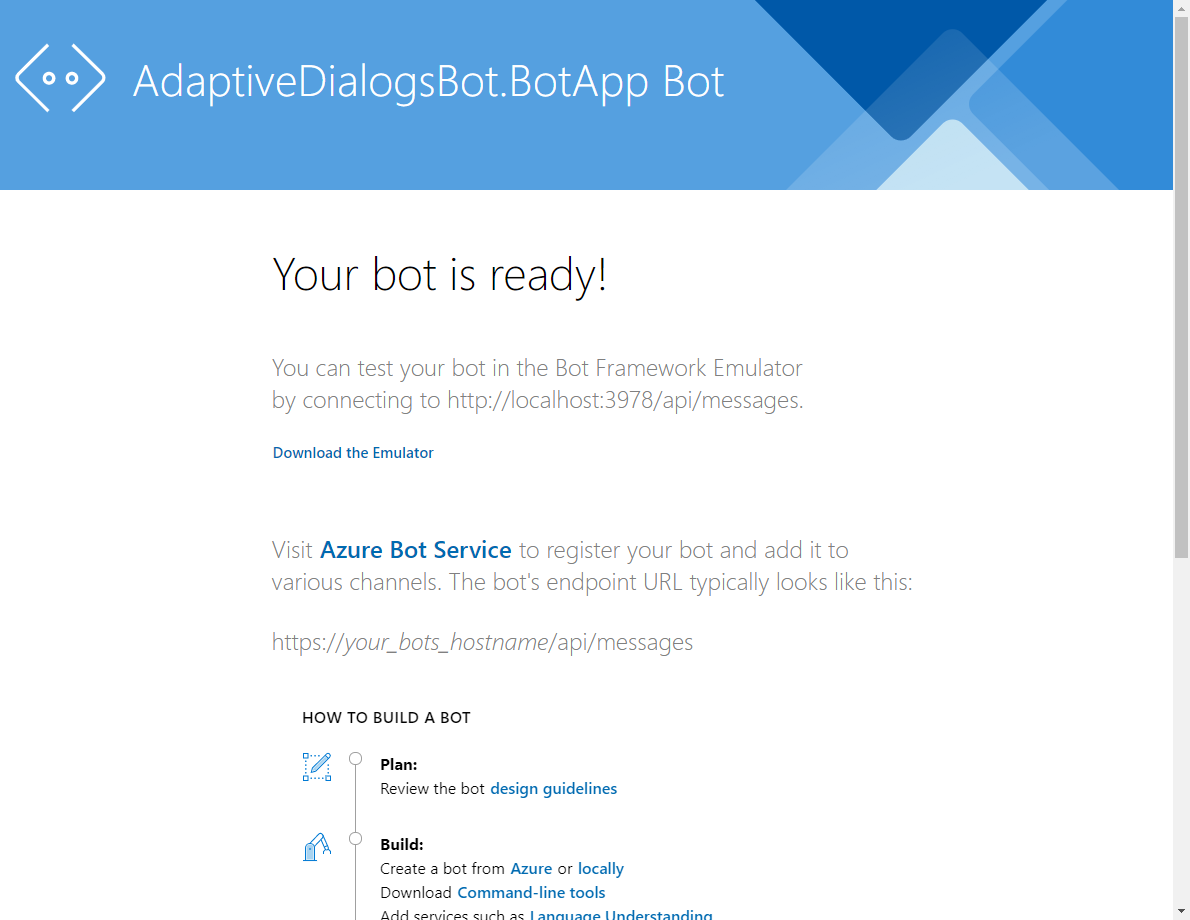 AdaptiveDialogsBot.BotApp Bot
Your bot is ready!
You can test your bot in the Bot Framework Emulator
by connecting to http://localhost:3978/api/messages.
Download the Emulator
Visit Azure Bot Service to register your bot and add it to
various channels. The bot's endpoint URL typically looks like this:
https://your_bots_hostname/api/messages
HOW TO BUILD A BOT
Plan:
Review the bot design guidelines
Build:
Create a bot from Azure or locally
Download Command-line tools
Add services such as Language Understanding